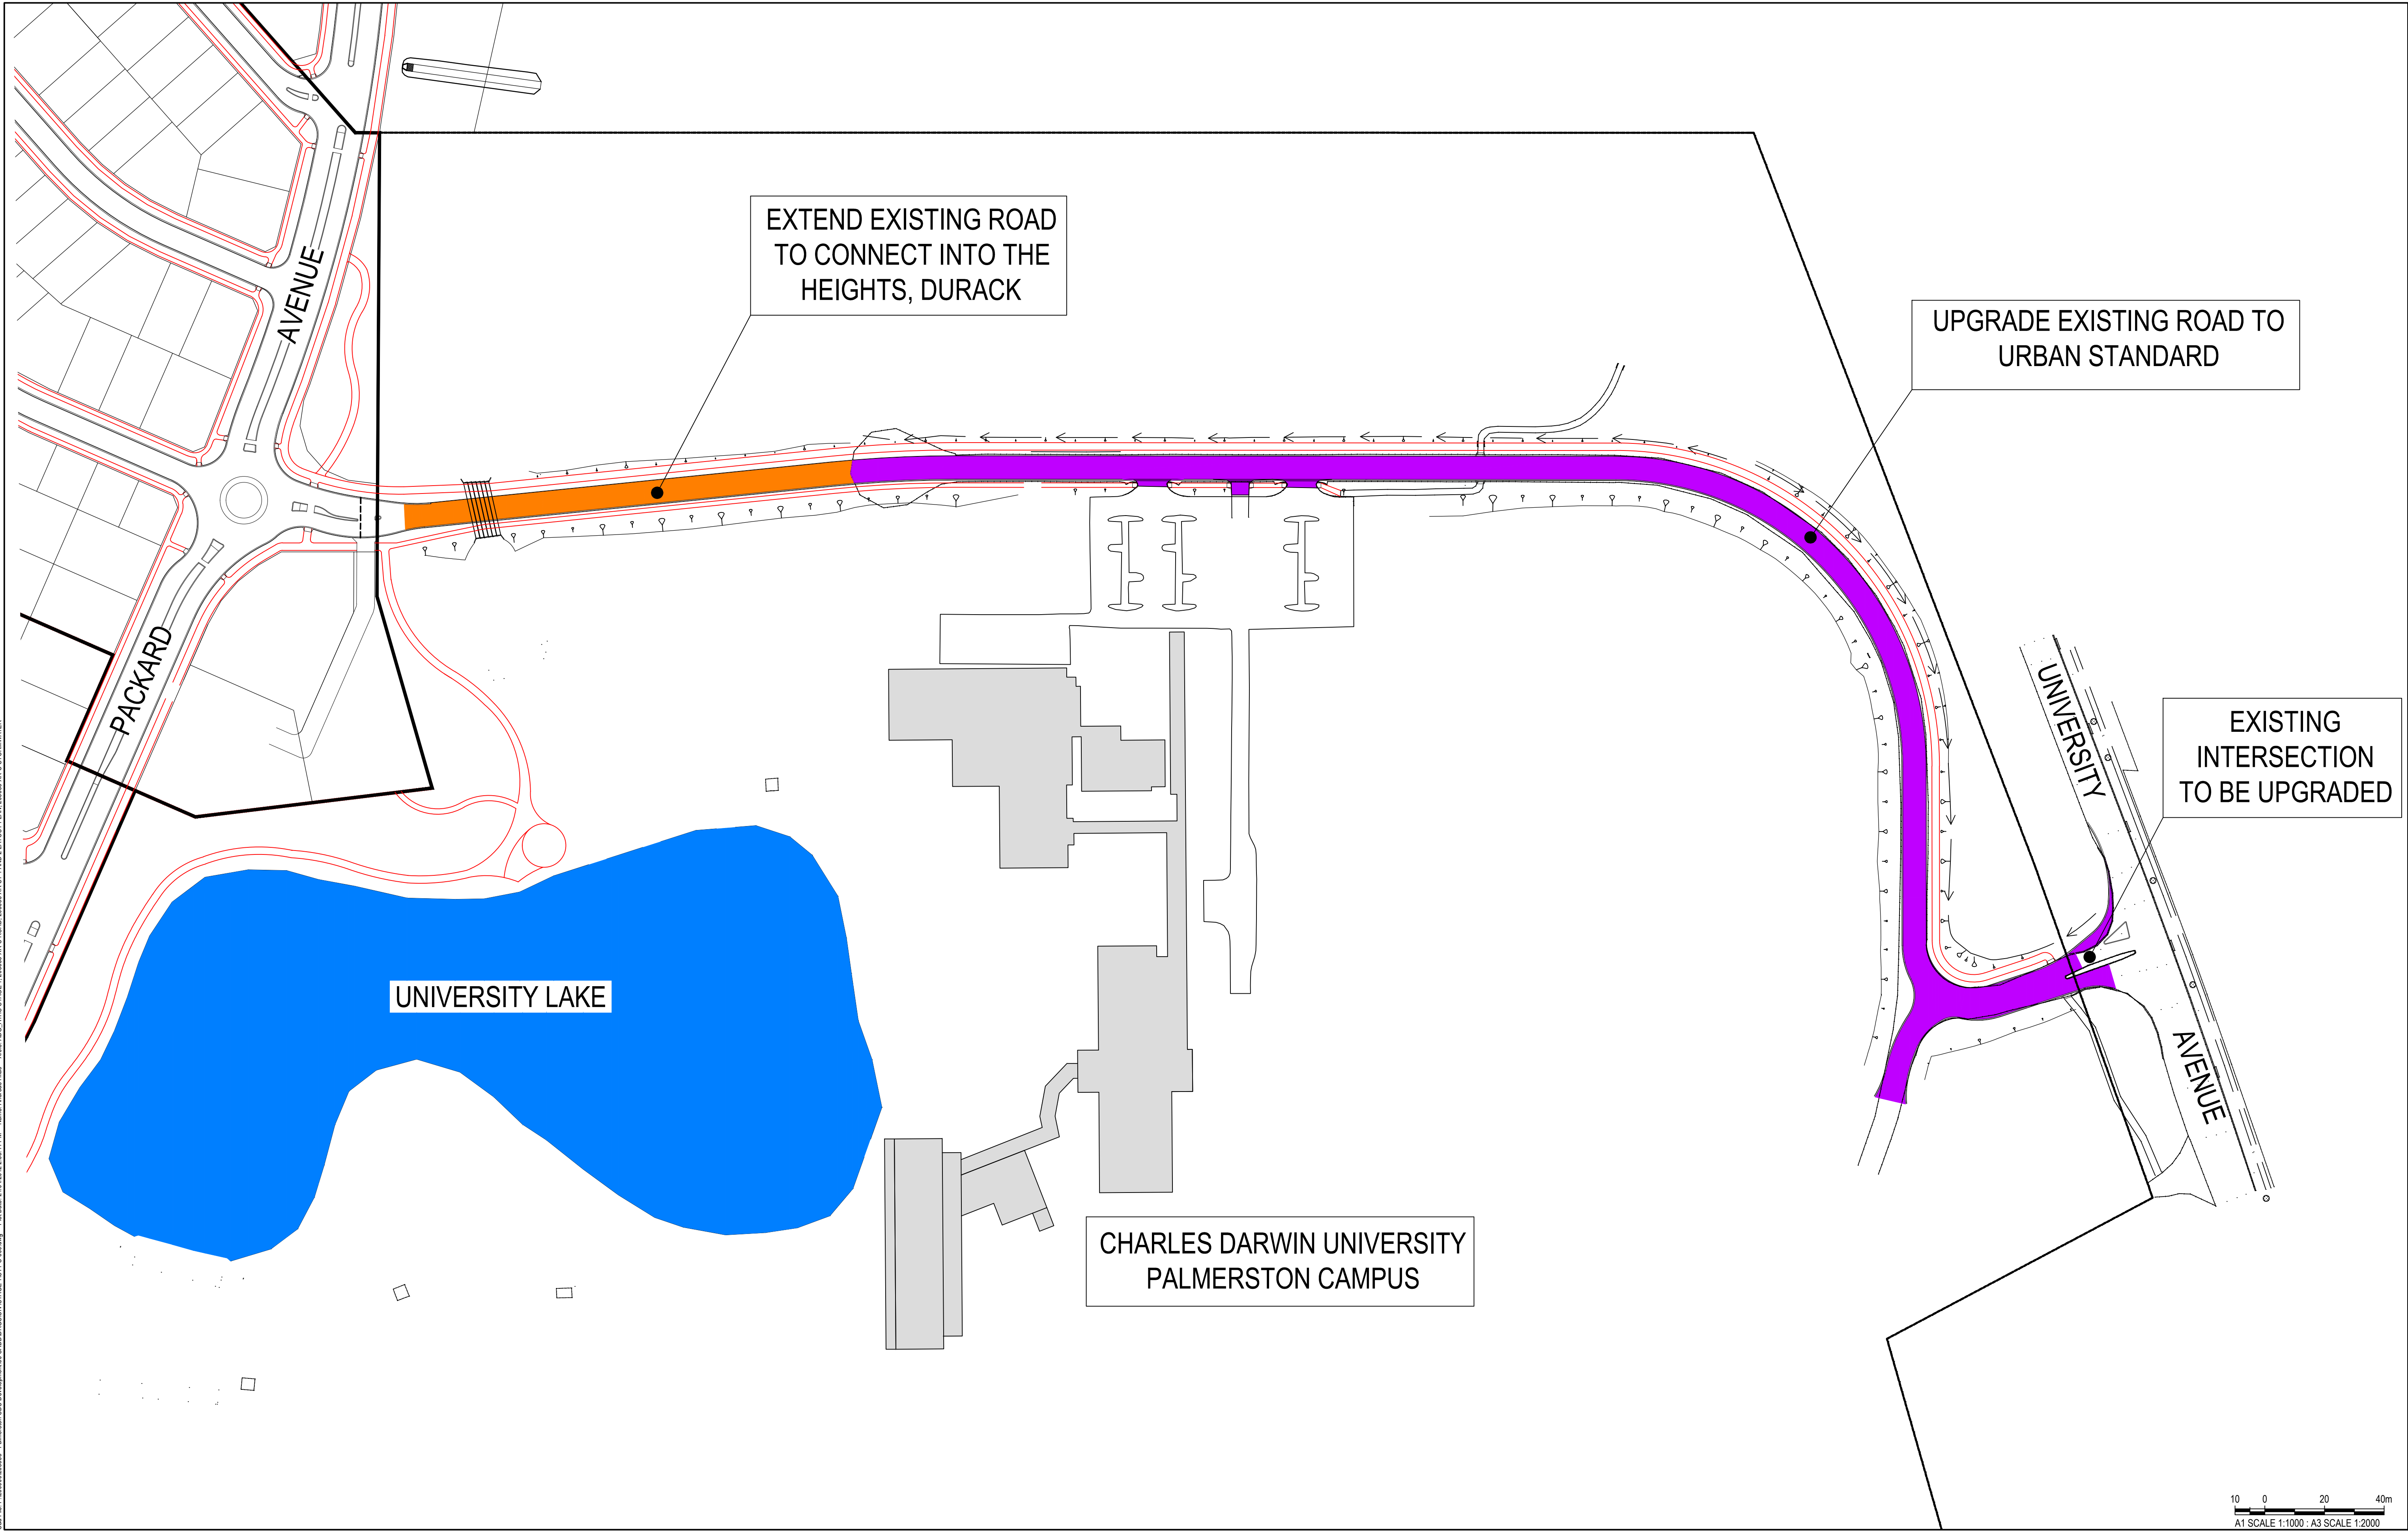 EXTEND EXISTING ROAD
TO CONNECT INTO THE
HEIGHTS, DURACK
AVENUE
UPGRADE EXISTING ROAD TO
URBAN STANDARD
PACKARD
UNIVERSITY
EXISTING
INTERSECTION
TO BE UPGRADED
UNIVERSITY LAKE
AVENUE
CHARLES DARWIN UNIVERSITY
PALMERSTON CAMPUS
10 0 20 40m
A1 SCALE 1:1000 : A3 SCALE 1:2000